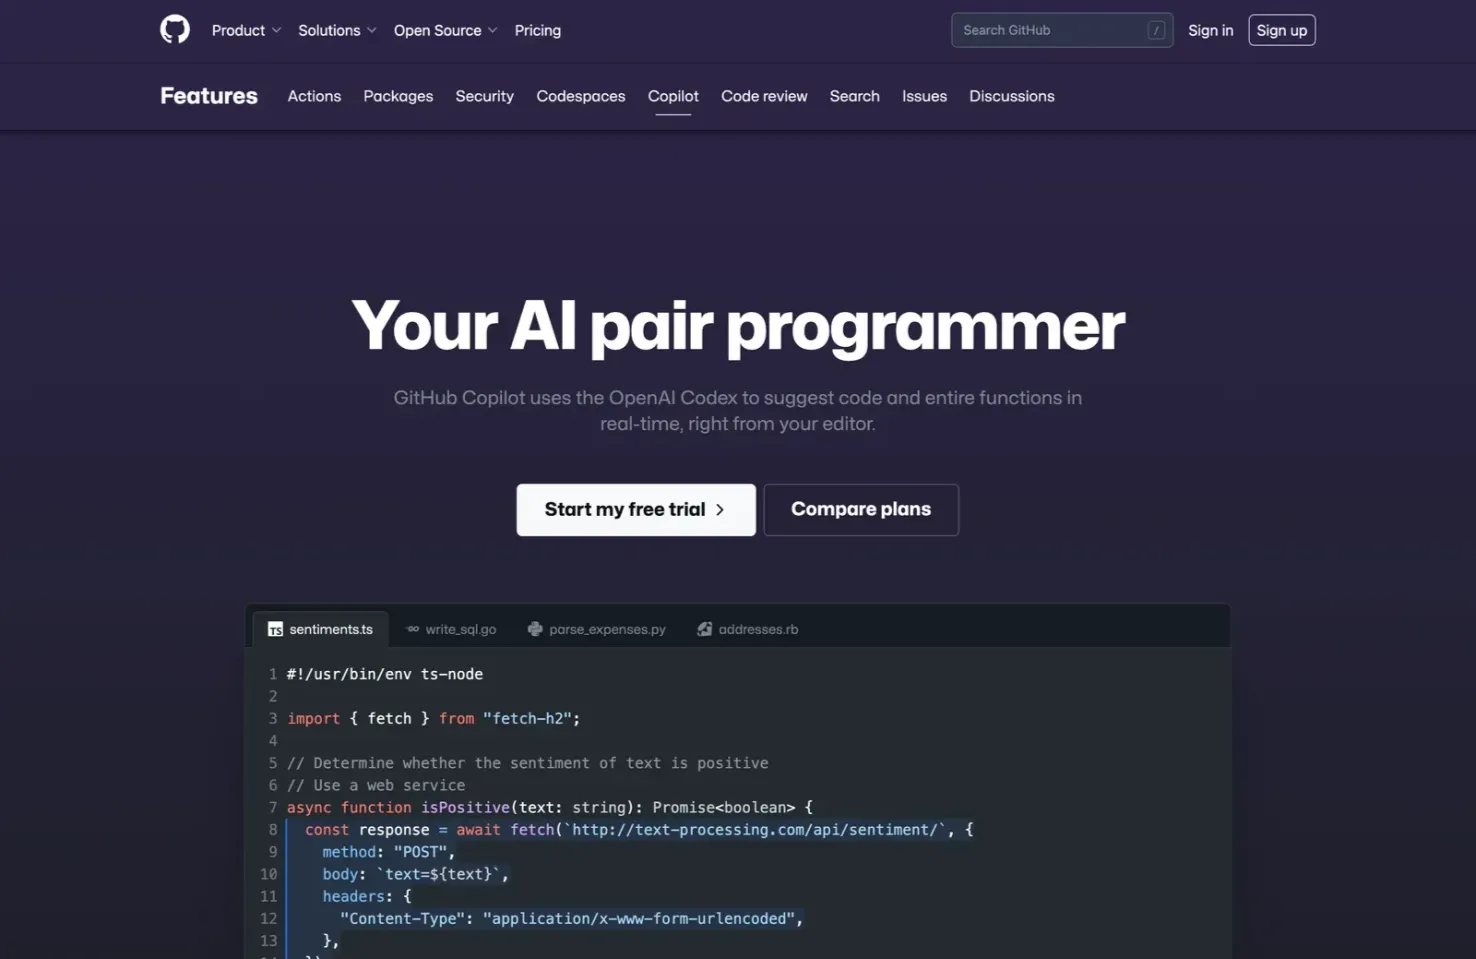 Product Solutions Open Source Pricing Search GitHub / Sign in Sign up
Features Actions Packages Security Codespaces Copilot Code review Search Issues Discussions
Your AI pair programmer
GitHub Copilot uses the OpenAI Codex to suggest code and entire functions in
real-time, right from your editor.
Start my free trial > Compare plans
TS sentiments.ts GO write_sql.go parse_expenses.py addresses.rb
1 #!/usr/bin/env ts-node
2
3 import { fetch } from "fetch-h2";
4
5 // Determine whether the sentiment of text is positive
6 // Use a web service
7 async function isPositive(text: string): Promise<boolean> {
8 const response = await fetch(`http://text-processing.com/api/sentiment/`, {
9 method: "POST",
10 body: `text=${text}`,
11 headers: {
12 "Content-Type": "application/x-www-form-urlencoded",
13 },